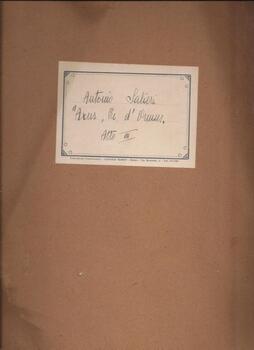 Antonio Salieri
"Axur, Re d'Ormus,
Atto III